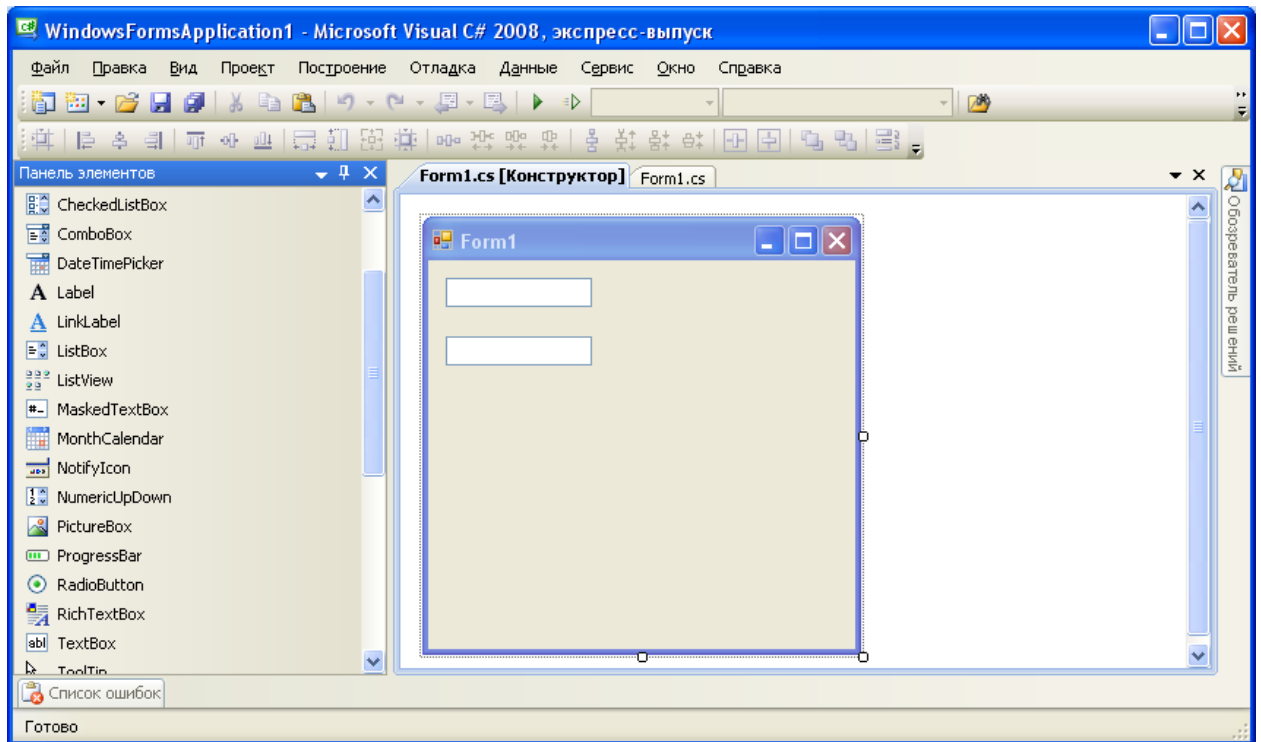 WindowsFormsApplication1 - Microsoft Visual C# 2008, экспресс-выпуск
Файл Правка Вид Проект Построение Отладка Данные Сервис Окно Справка
Панель элементов
Form1.cs [Конструктор] Form1.cs
CheckedListBox
ComboBox
DateTimePicker
Label
LinkLabel
ListBox
ListView
MaskedTextBox
MonthCalendar
NotifyIcon
NumericUpDown
PictureBox
ProgressBar
RadioButton
RichTextBox
TextBox
ToolTip
Form1
Обозреватель решений
Список ошибок
Готово